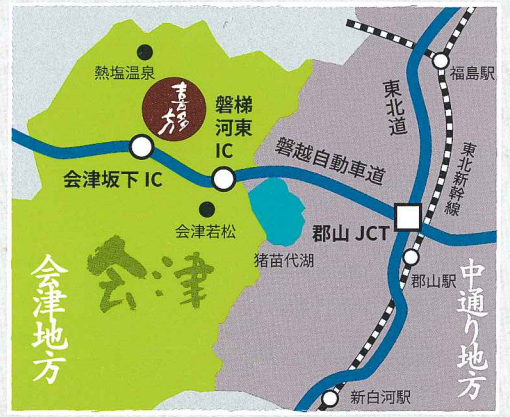 熱塩温泉
喜多方
磐梯
河東
IC
会津坂下 IC
会津若松
会津
会津地方
猪苗代湖
磐越自動車道
東北道
福島駅
東北新幹線
郡山 JCT
郡山駅
新白河駅
中通り地方